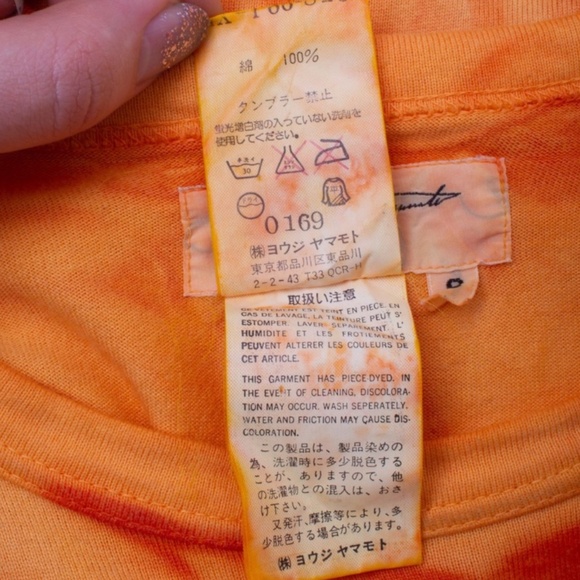 綿 100%
タンブラー禁止
蛍光増白剤の入っていない洗剤を
使用してください。
30
0169
㈱ヨウジ ヤマモト
東京都品川区東品川
2-2-43 T33 OCR-H
取扱い注意
CE VETEMENT EST TEINT EN PIECE. EN
CAS DE LAVAGE, LA TEINTURE PEUT S'
ESTOMPER. LAVER SEPAREMENT. L'
HUMIDITE ET LES FROTTEMENTS
PEUVENT ALTERER LES COULEURS DE
CET ARTICLE.
THIS GARMENT HAS PIECE-DYED. IN
THE EVENT OF CLEANING, DISCOLORA-
TION MAY OCCUR. WASH SEPERATELY.
WATER AND FRICTION MAY CAUSE DIS-
COLORATION.
この製品は、製品染めの
為、洗濯時に多少脱色する
ことが、ありますので、他
の洗濯物との混入は、おさ
け下さい。
又発汗、摩擦等により、多
少脱色する場合があります。
㈱ヨウジ ヤマモト